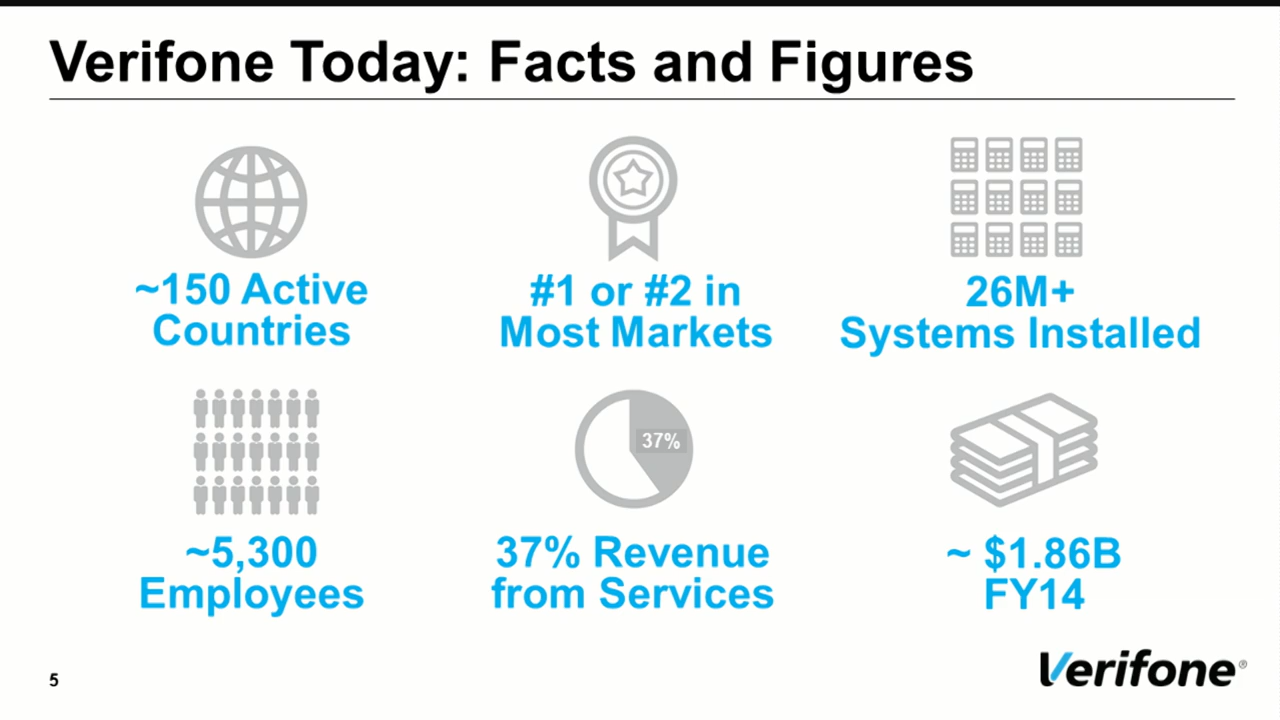 Verifone Today: Facts and Figures
~150 Active
Countries
#1 or #2 in
Most Markets
26M+
Systems Installed
~5,300
Employees
37%
37% Revenue
from Services
~ $1.86B
FY14
5
Verifone®